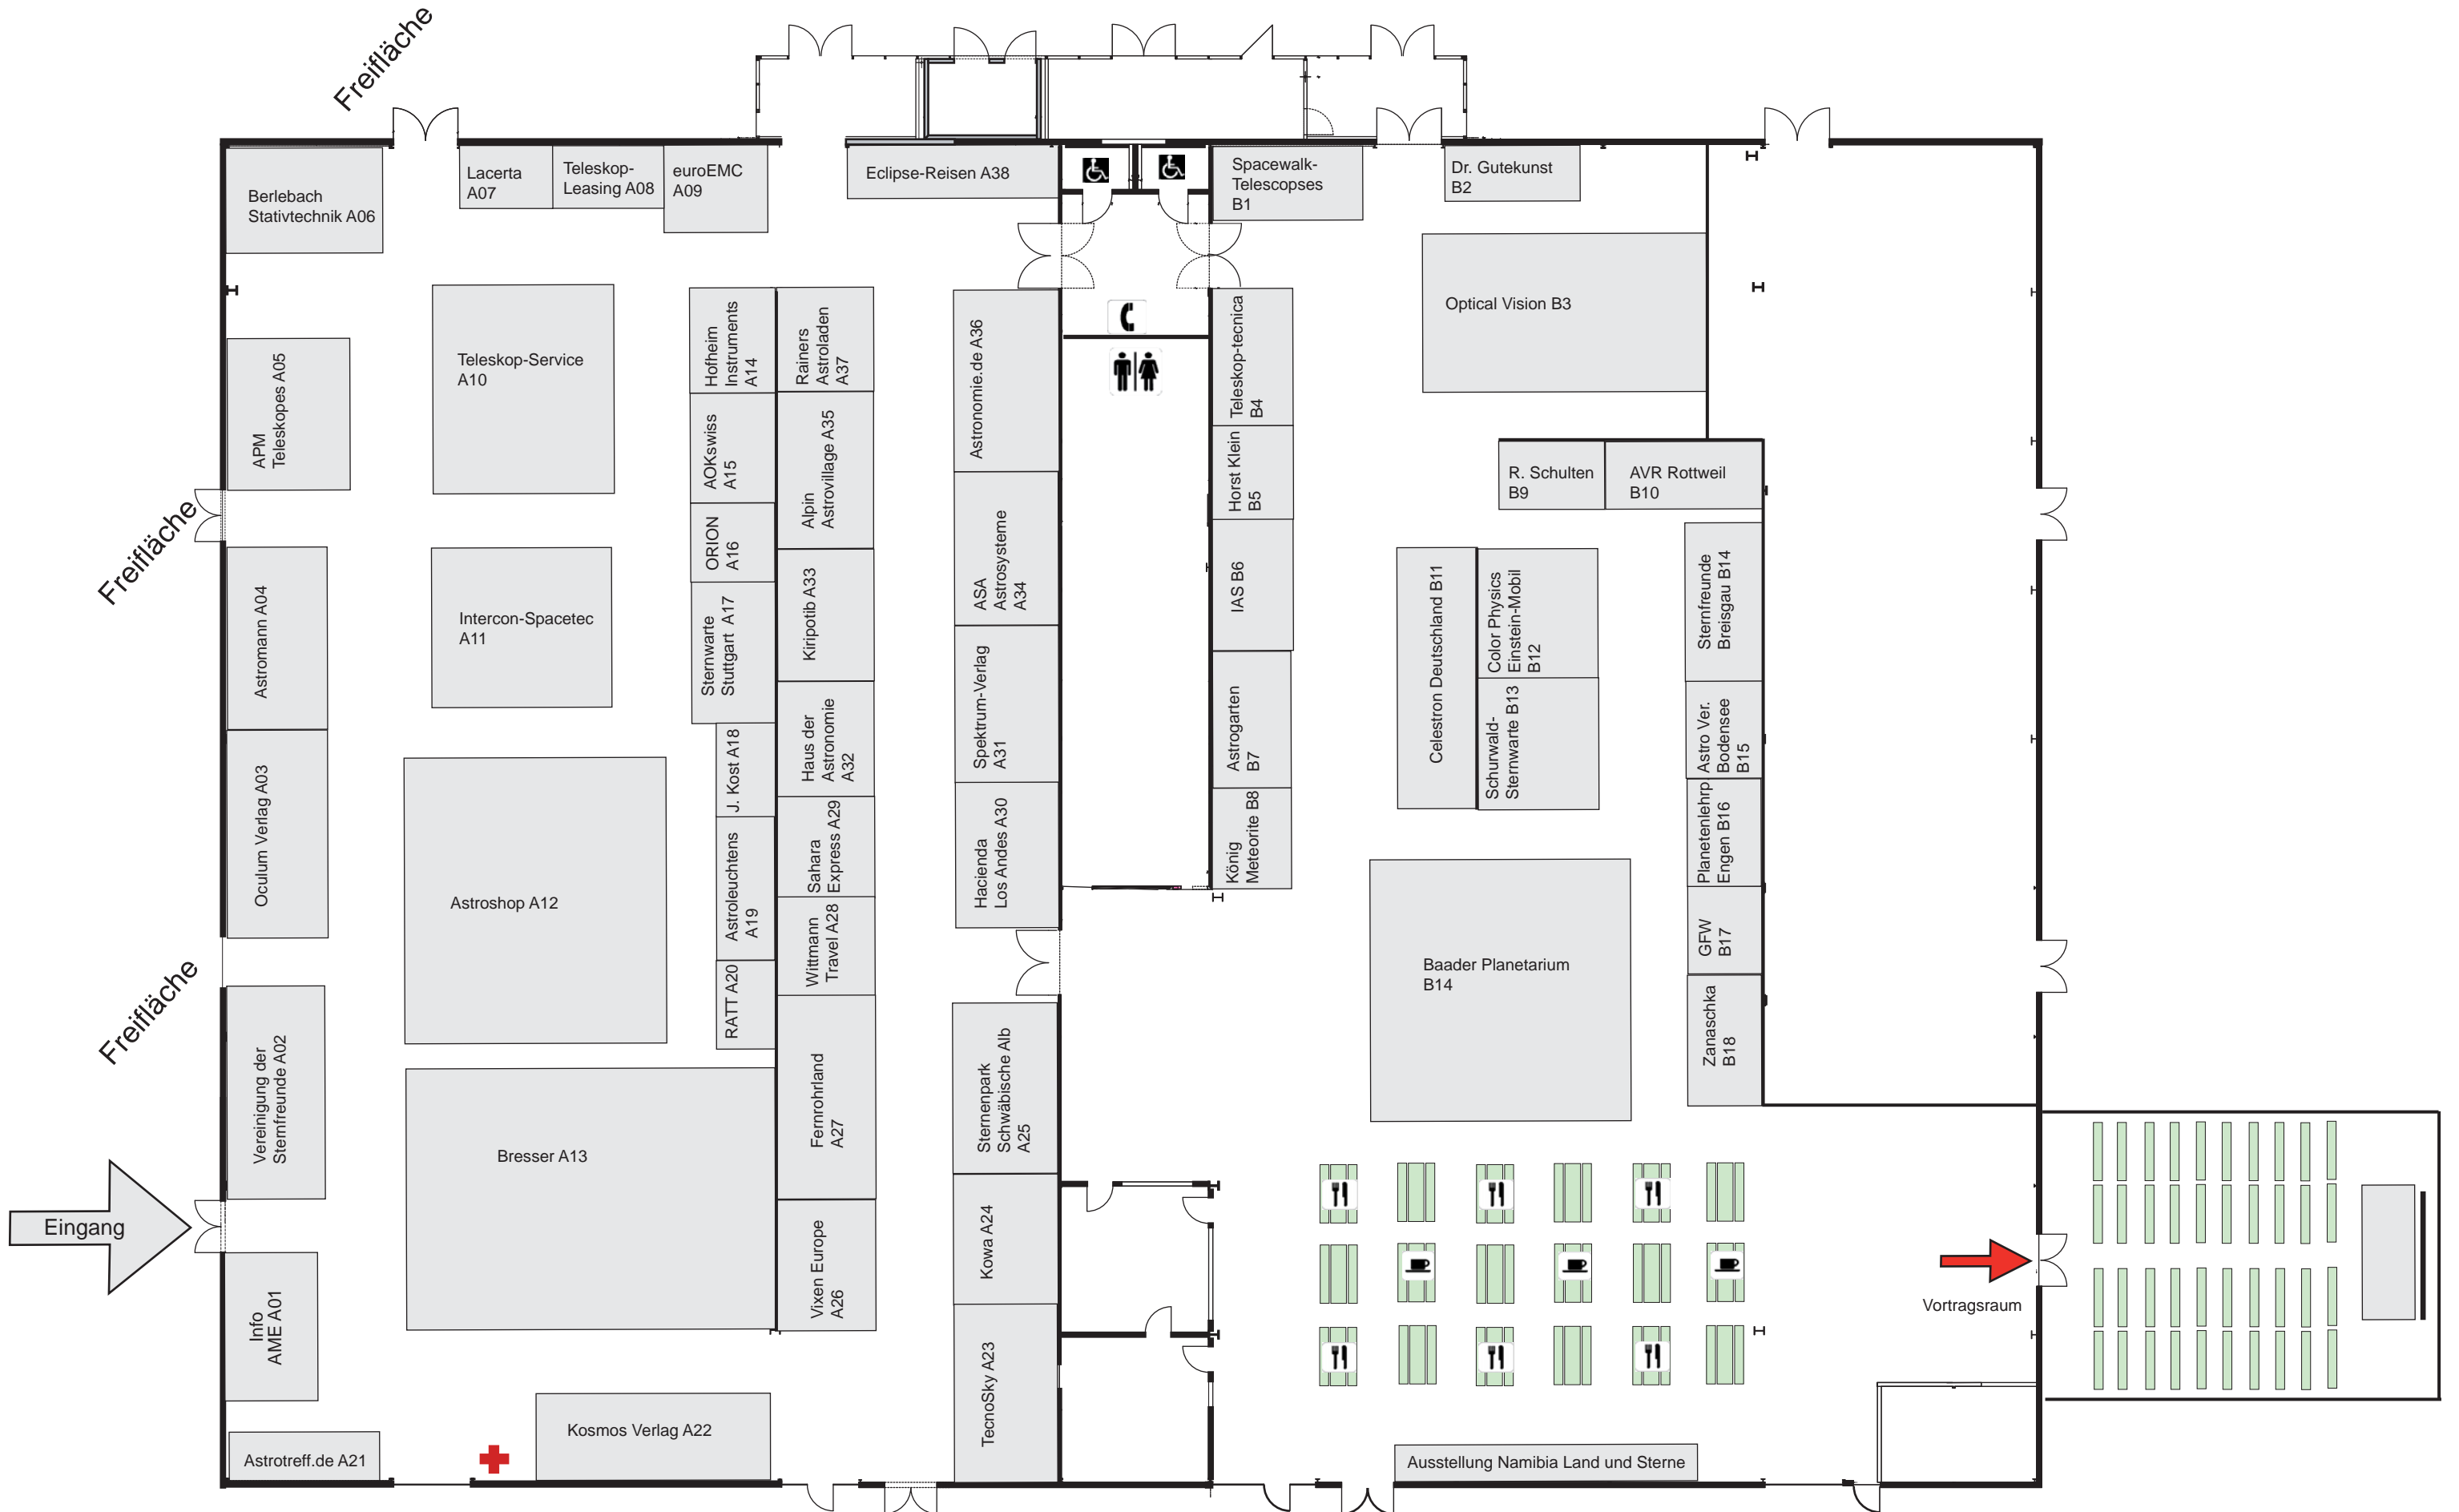 Freifläche
Berlebach
Stativtechnik A06
Lacerta
A07
Teleskop-
Leasing A08
euroEMC
A09
Eclipse-Reisen A38
Spacewalk-
Telescopses
B1
Dr. Gutekunst
B2
Optical Vision B3
Teleskop-Service
A10
Hofheim
Instruments
A14
Rainers
Astroladen
A37
Astronomie.de A36
Teleskop-tecnica
B4
APM
Teleskopes A05
AOKswiss
A15
Alpin
Astrovillage A35
Horst Klein
B5
R. Schulten
B9
AVR Rottweil
B10
Freifläche
ORION
A16
ASA
Astrosysteme
A34
IAS B6
Celestron Deutschland B11
Color Physics
Einstein-Mobil
B12
Sternfreunde
Breisgau B14
Astromann A04
Intercon-Spacetec
A11
Sternwarte
Stuttgart A17
Kiripotib A33
Spektrum-Verlag
A31
Astrogarten
B7
Schurwald-
Sternwarte B13
Astro Ver.
Bodensee
B15
Oculum Verlag A03
J. Kost A18
Haus der
Astronomie
A32
Hacienda
Los Andes A30
König
Meteorite B8
Planetenlehrp
Engen B16
Astroshop A12
Astroleuchtens
A19
Sahara
Express A29
Wittmann
Travel A28
GFW
B17
Baader Planetarium
B14
Freifläche
RATT A20
Zanaschka
B18
Vereinigung der
Sternfreunde A02
Bresser A13
Fernrohrland
A27
Sternenpark
Schwäbische Alb
A25
Eingang
Vixen Europe
A26
Kowa A24
Info
AME A01
Vortragsraum
TecnoSky A23
Kosmos Verlag A22
Astrotreff.de A21
Ausstellung Namibia Land und Sterne